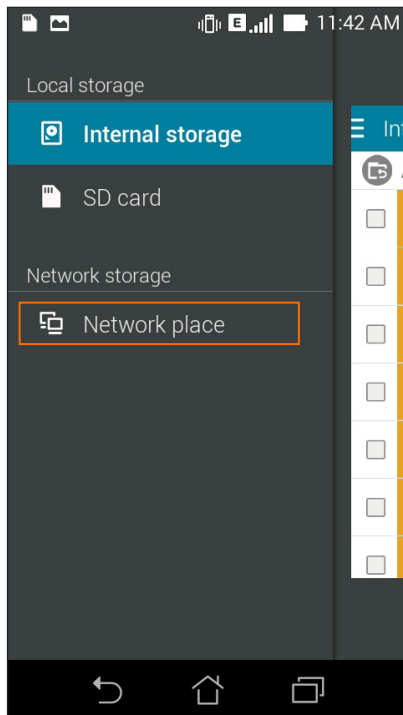 E 11:42 AM
Local storage
Internal storage
SD card
Network storage
Network place